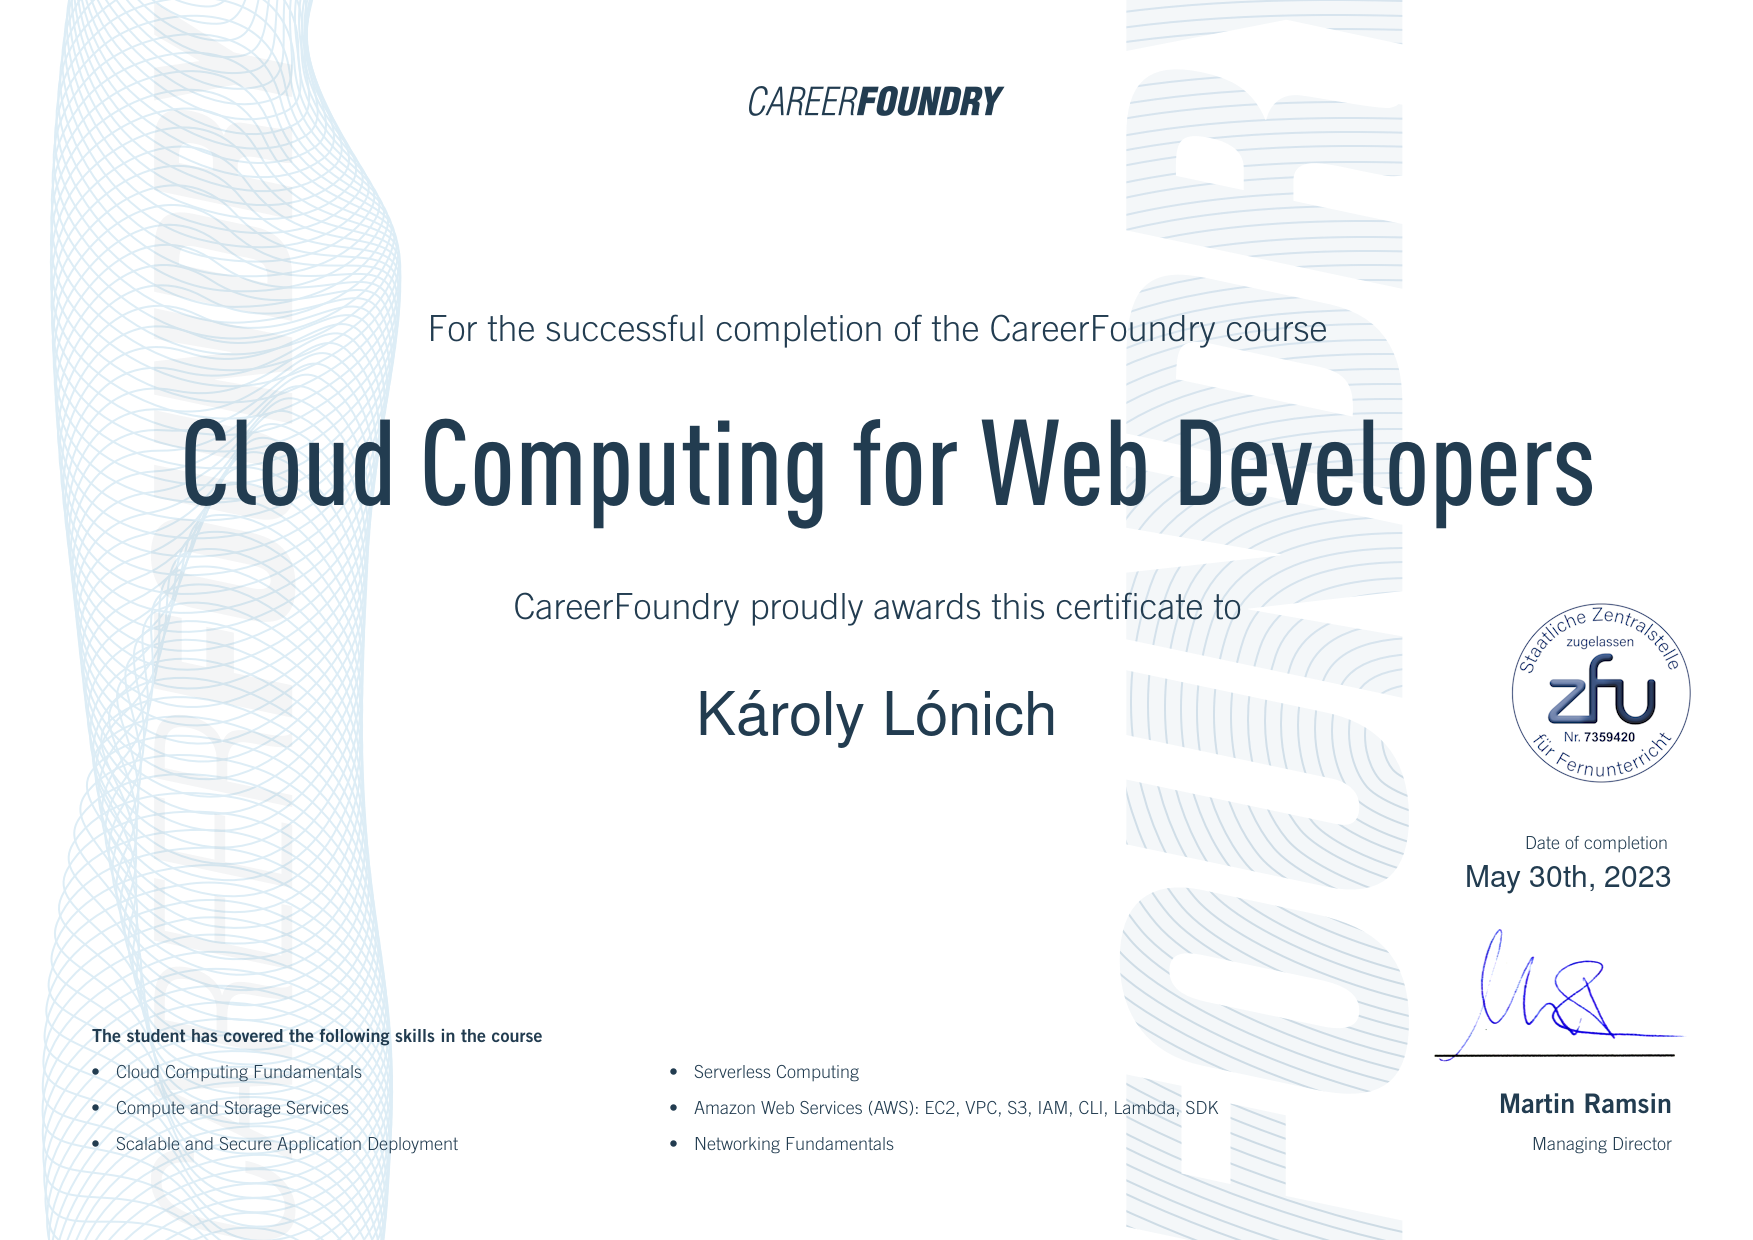 CAREERFOUNDRY
For the successful completion of the CareerFoundry course
Cloud Computing for Web Developers
CareerFoundry proudly awards this certificate to
Károly Lónich
Staatliche Zentralstelle
zugelassen
zfu
Nr. 7359420
für Fernunterricht
Date of completion
May 30th, 2023
The student has covered the following skills in the course
• Cloud Computing Fundamentals
• Compute and Storage Services
• Scalable and Secure Application Deployment
• Serverless Computing
• Amazon Web Services (AWS): EC2, VPC, S3, IAM, CLI, Lambda, SDK
• Networking Fundamentals
Martin Ramsin
Managing Director
CAREERFOUNDRY
FOUNDRY